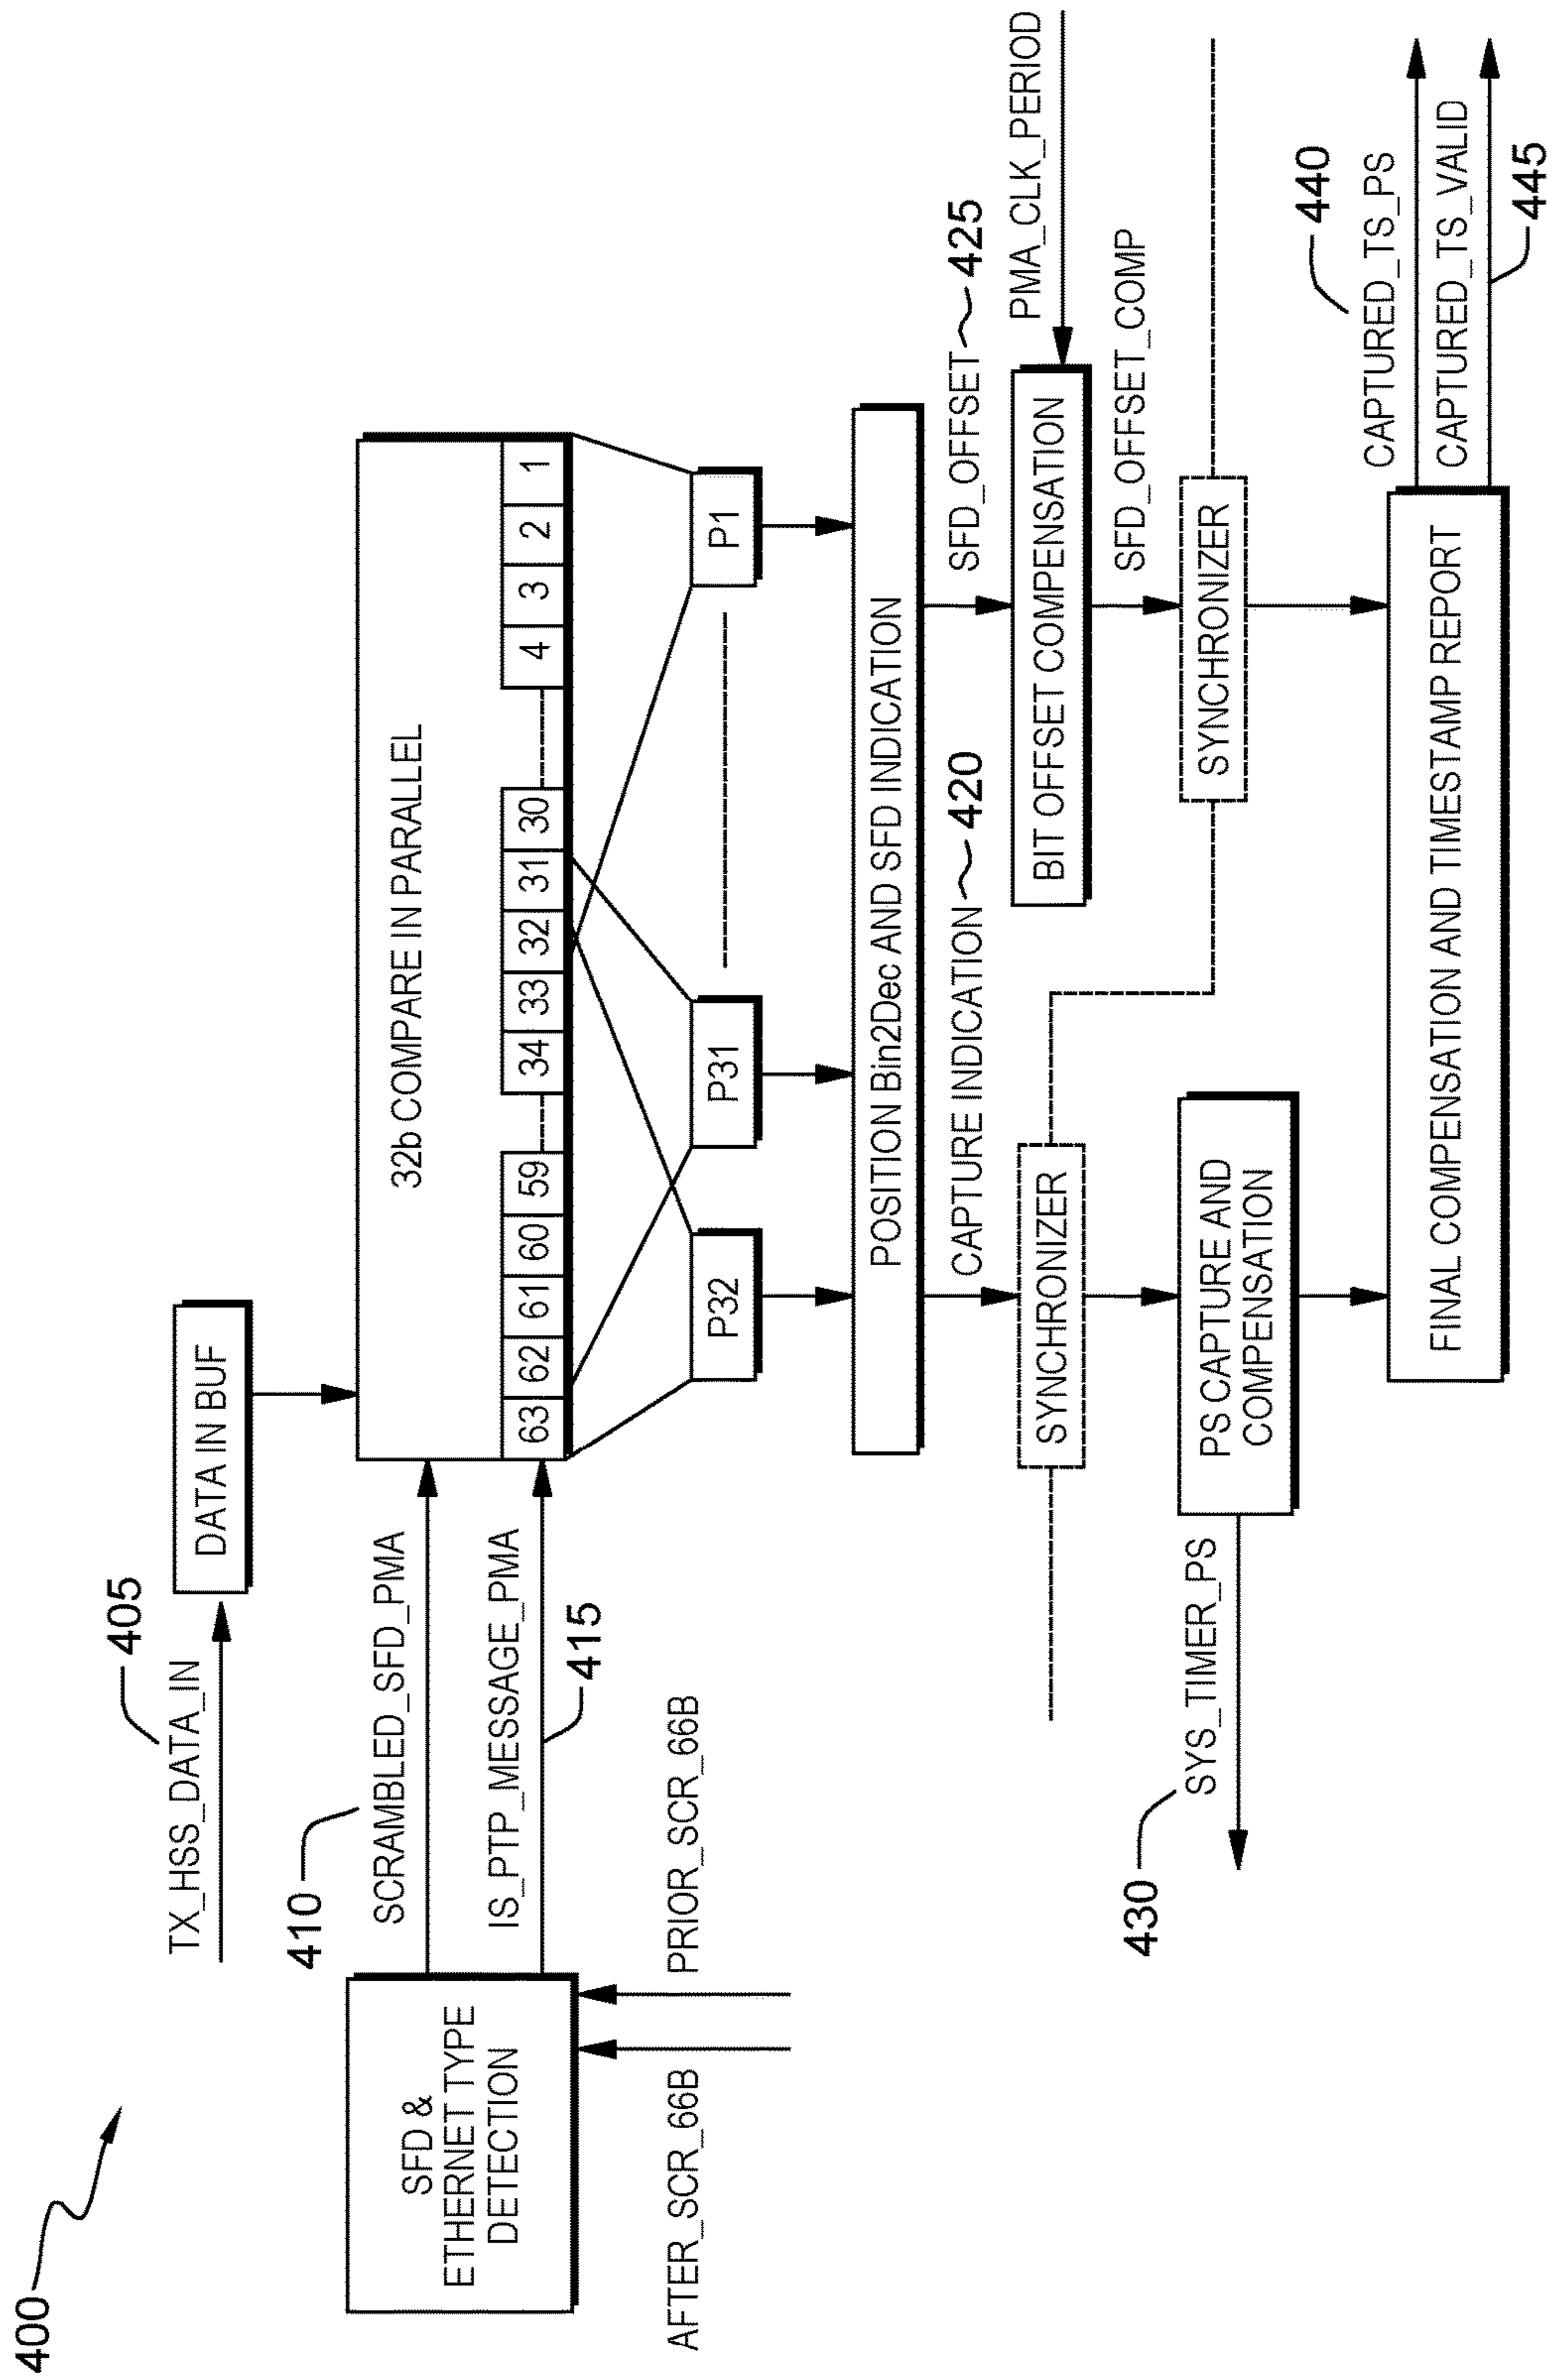 400
TX_HSS_DATA_IN
405
DATA IN BUF
SFD &
ETHERNET TYPE
DETECTION
410
SCRAMBLED_SFD_PMA
IS_PTP_MESSAGE_PMA
415
AFTER_SCR_66B
PRIOR_SCR_66B
32b COMPARE IN PARALLEL
63 62 61 60 59 34 33 32 31 30 4 3 2 1
P32 P31 P1
POSITION Bin2Dec AND SFD INDICATION
CAPTURE INDICATION 420
SFD_OFFSET 425
SYNCHRONIZER
BIT OFFSET COMPENSATION
PMA_CLK_PERIOD
SFD_OFFSET_COMP
430
SYS_TIMER_PS
PS CAPTURE AND
COMPENSATION
SYNCHRONIZER
FINAL COMPENSATION AND TIMESTAMP REPORT
440
CAPTURED_TS_PS
CAPTURED_TS_VALID
445